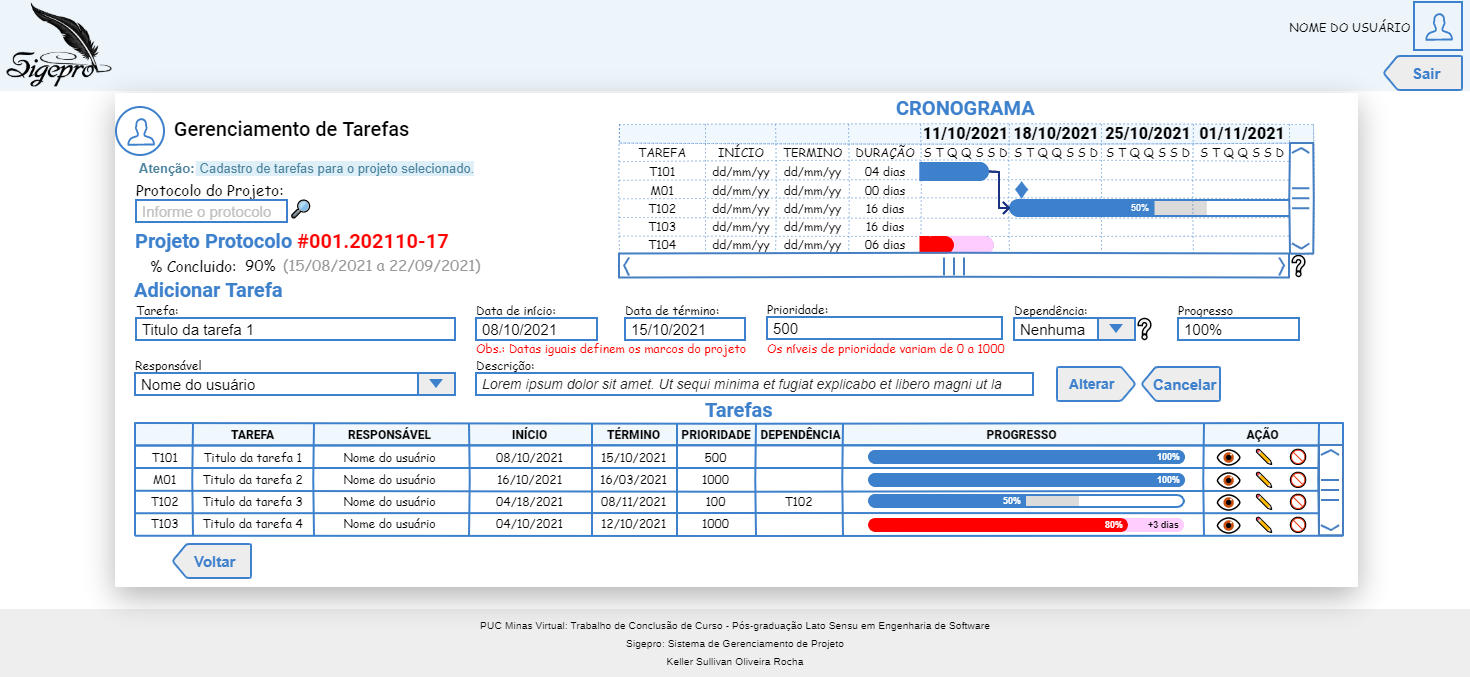 Sigepro
NOME DO USUÁRIO
Sair
Gerenciamento de Tarefas
Atenção: Cadastro de tarefas para o projeto selecionado.
Protocolo do Projeto:
Informe o protocolo
Projeto Protocolo #001.202110-17
% Concluido: 90% (15/08/2021 a 22/09/2021)
CRONOGRAMA
11/10/2021 18/10/2021 25/10/2021 01/11/2021
TAREFA INÍCIO TERMINO DURAÇÃO S T Q Q S S D S T Q Q S S D S T Q Q S S D S T Q Q S S D
T101 dd/mm/yy dd/mm/yy 04 dias
M01 dd/mm/yy dd/mm/yy 00 dias
T102 dd/mm/yy dd/mm/yy 16 dias 50%
T103 dd/mm/yy dd/mm/yy 16 dias
T104 dd/mm/yy dd/mm/yy 06 dias
?
Adicionar Tarefa
Tarefa: Data de início: Data de término: Prioridade: Dependência: Progresso
Titulo da tarefa 1 08/10/2021 15/10/2021 500 Nenhuma ? 100%
Obs.: Datas iguais definem os marcos do projeto Os níveis de prioridade variam de 0 a 1000
Responsável Descrição:
Nome do usuário Lorem ipsum dolor sit amet. Ut sequi minima et fugiat explicabo et libero magni ut la Alterar Cancelar
Tarefas
TAREFA RESPONSÁVEL INÍCIO TÉRMINO PRIORIDADE DEPENDÊNCIA PROGRESSO AÇÃO
T101 Titulo da tarefa 1 Nome do usuário 08/10/2021 15/10/2021 500 100%
M01 Titulo da tarefa 2 Nome do usuário 16/10/2021 16/03/2021 1000 100%
T102 Titulo da tarefa 3 Nome do usuário 04/18/2021 08/11/2021 100 T102 50%
T103 Titulo da tarefa 4 Nome do usuário 04/10/2021 12/10/2021 1000 80% +3 dias
Voltar
PUC Minas Virtual: Trabalho de Conclusão de Curso - Pós-graduação Lato Sensu em Engenharia de Software
Sigepro: Sistema de Gerenciamento de Projeto
Keller Sullivan Oliveira Rocha